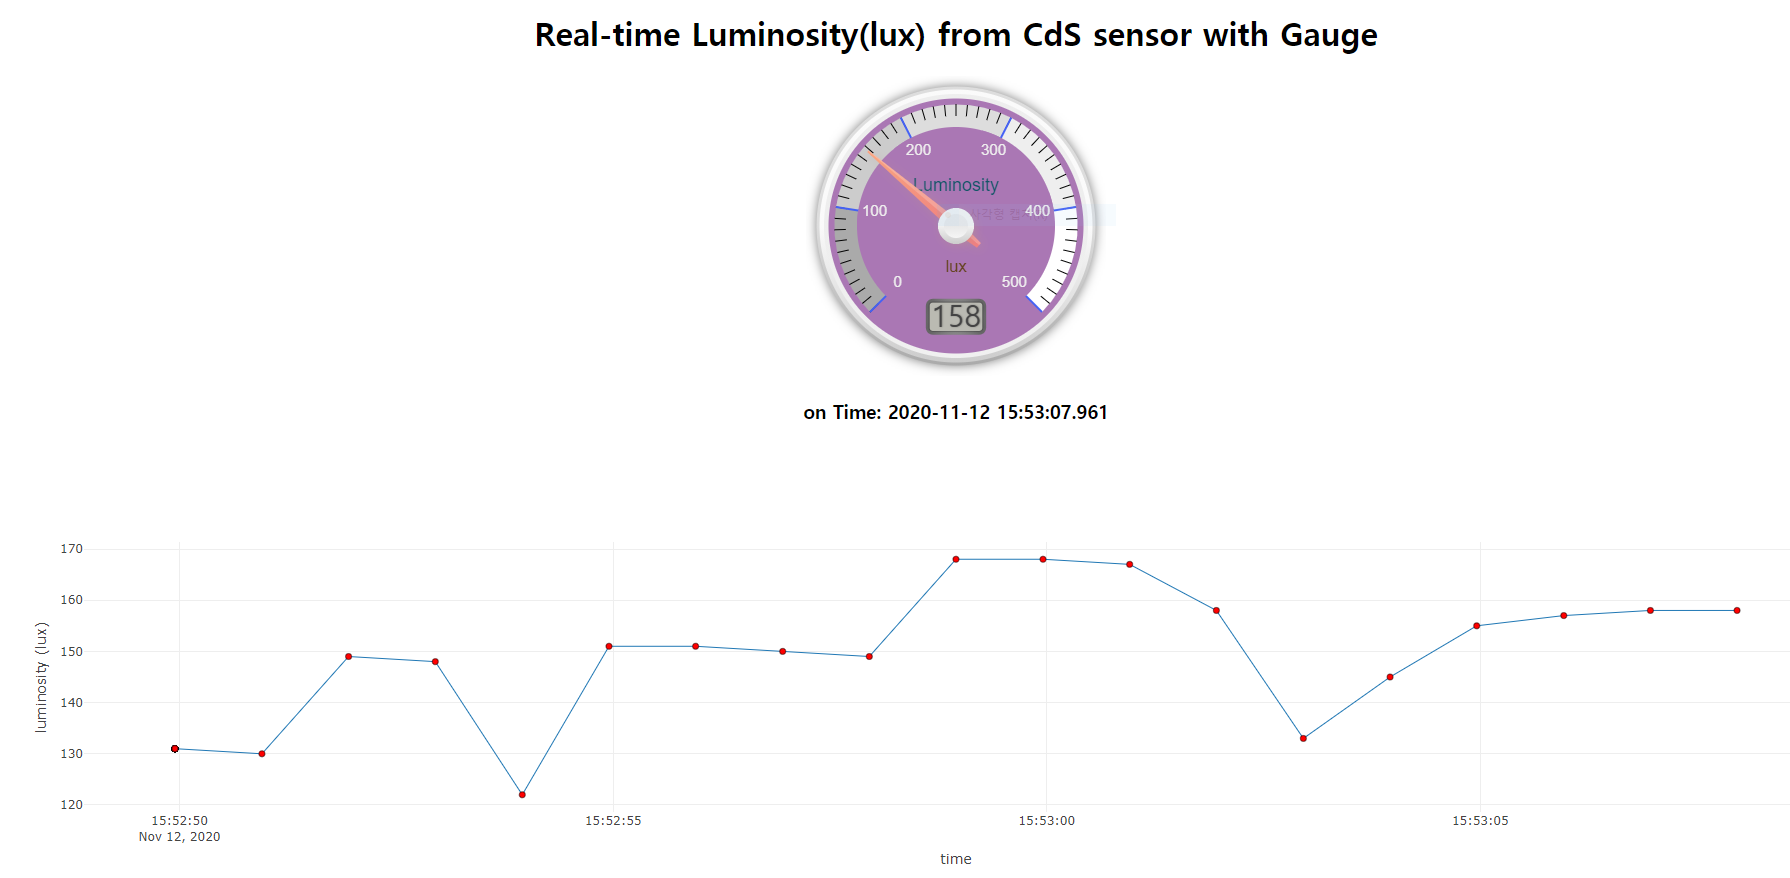 Real-time Luminosity(lux) from CdS sensor with Gauge
200 300
Luminosity
100 400
lux
0 500
158
on Time: 2020-11-12 15:53:07.961
170
160
150
140
130
120
luminosity (lux)
15:52:50 15:52:55 15:53:00 15:53:05
Nov 12, 2020
time